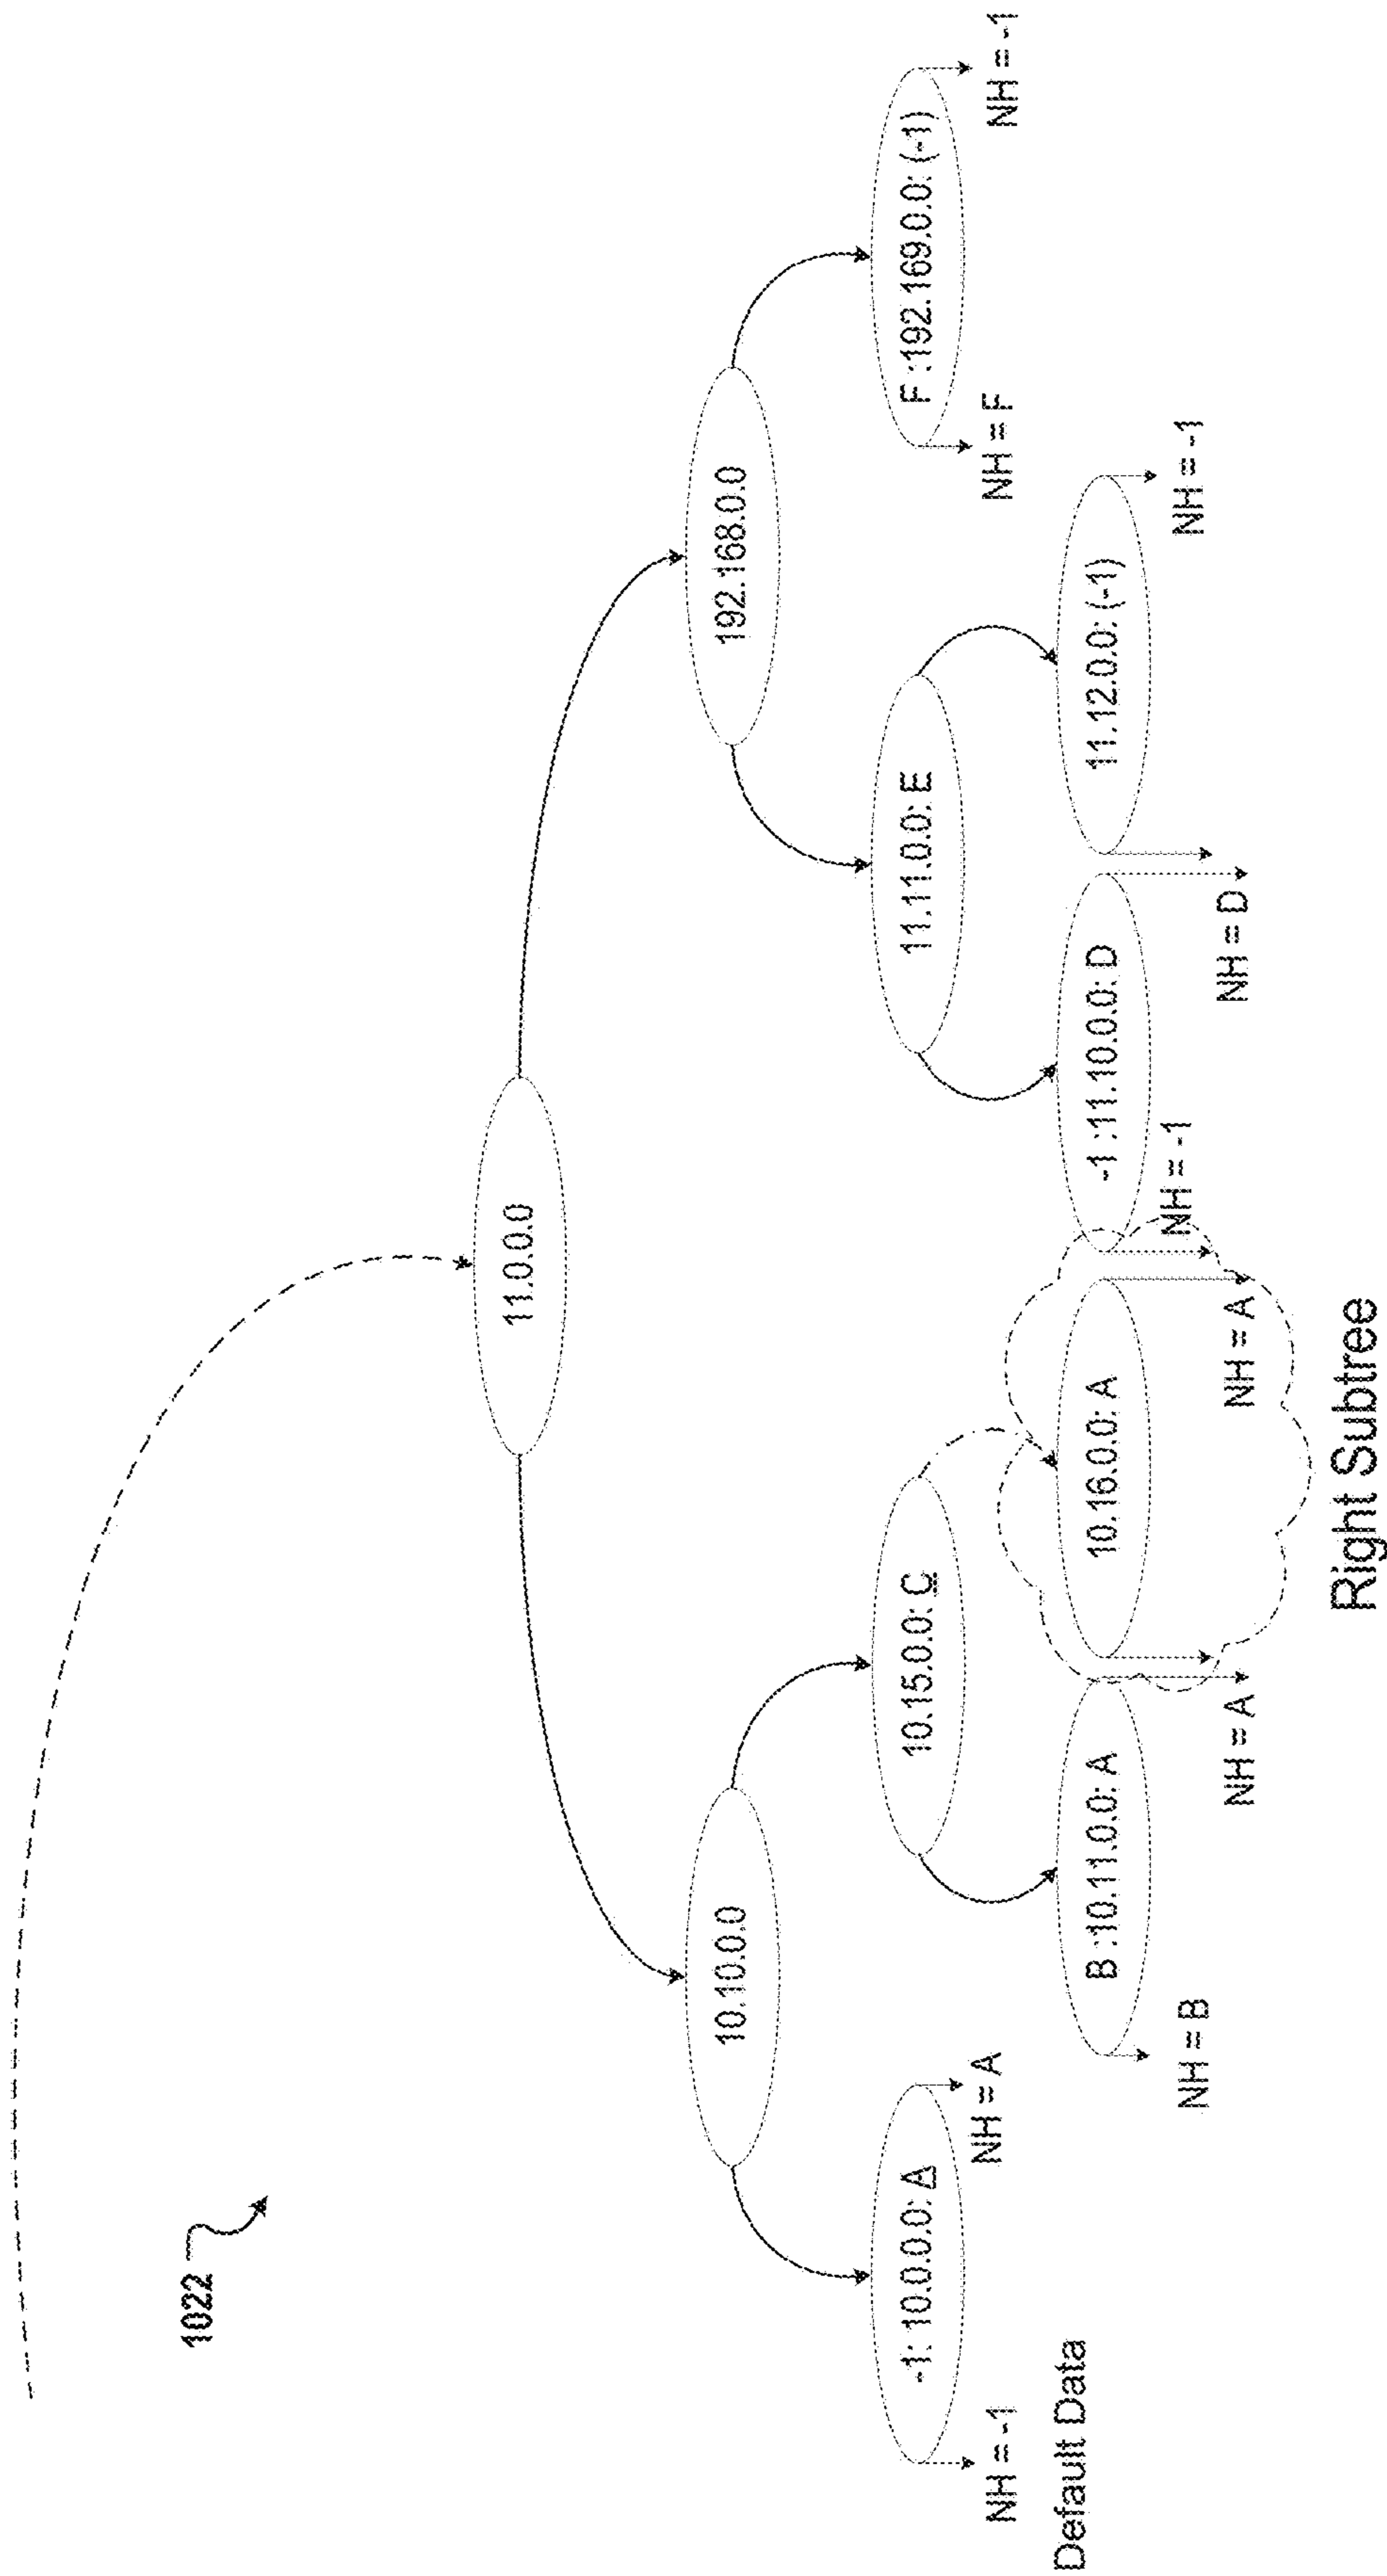 1022
11.0.0.0
10.10.0.0
192.168.0.0
-1: 10.0.0.0: A
10.15.0.0: C
11.11.0.0: E
F :192.169.0.0: (-1)
NH = -1
NH = A
NH = F
NH = -1
Default Data
B :10.11.0.0: A
10.16.0.0: A
-1 :11.10.0.0: D
11.12.0.0: (-1)
NH = B
NH = A
NH = A
NH = -1
NH = D
NH = -1
Right Subtree